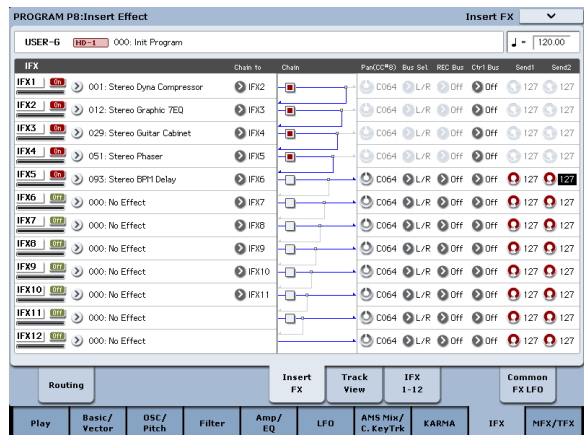 PROGRAM P8:Insert Effect Insert FX
USER-G HD-1 000: Init Program ♩= 120.00
IFX Chain to Chain Pan(CC#8) Bus Sel REC Bus Ctrl Bus Send1 Send2
IFX1 On 001: Stereo Dyna Compressor IFX2 C064 L/R Off Off 127 127
IFX2 On 012: Stereo Graphic 7EQ IFX3 C064 L/R Off Off 127 127
IFX3 On 029: Stereo Guitar Cabinet IFX4 C064 L/R Off Off 127 127
IFX4 On 051: Stereo Phaser IFX5 C064 L/R Off Off 127 127
IFX5 On 093: Stereo BPM Delay IFX6 C064 L/R Off Off 127 127
IFX6 Off 000: No Effect IFX7 C064 L/R Off Off 127 127
IFX7 Off 000: No Effect IFX8 C064 L/R Off Off 127 127
IFX8 Off 000: No Effect IFX9 C064 L/R Off Off 127 127
IFX9 Off 000: No Effect IFX10 C064 L/R Off Off 127 127
IFX10 Off 000: No Effect IFX11 C064 L/R Off Off 127 127
IFX11 Off 000: No Effect C064 L/R Off Off 127 127
IFX12 Off 000: No Effect C064 L/R Off Off 127 127
Routing Insert FX Track View IFX 1-12 Common FX LFO
Play Basic/Vector OSC/Pitch Filter Amp/EQ LFO AMS Mix/C.KeyTrk KARMA IFX MFX/TFX